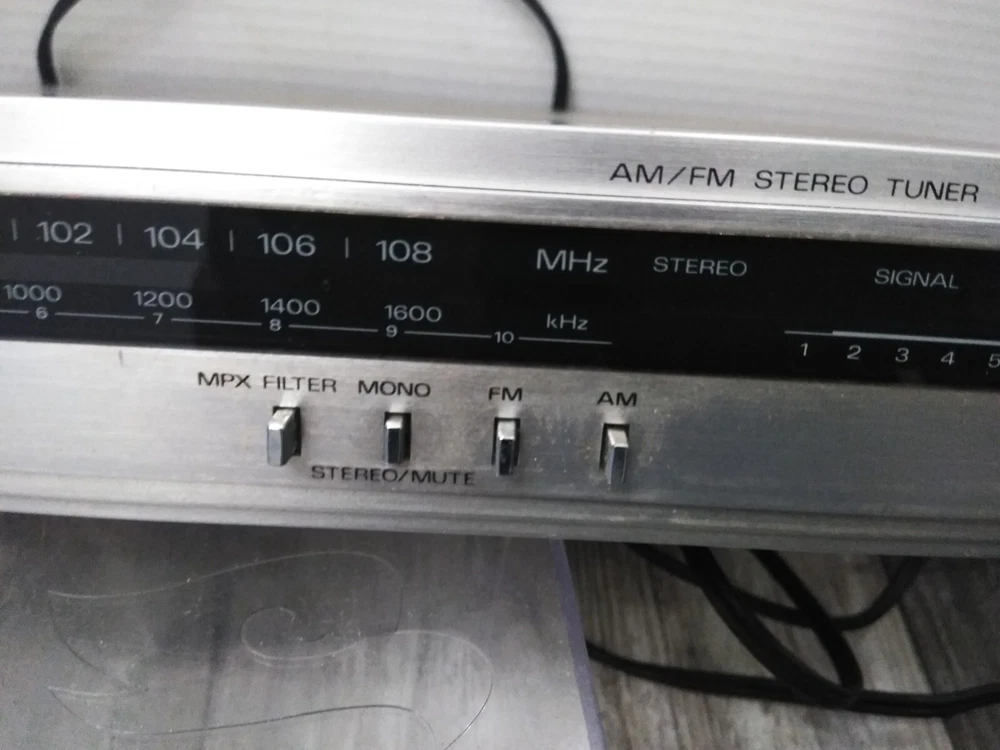 AM/FM STEREO TUNER
102 104 106 108 MHz STEREO SIGNAL
1000 1200 1400 1600 kHz
6 7 8 9 10
1 2 3 4 5
MPX FILTER MONO FM AM
STEREO/MUTE